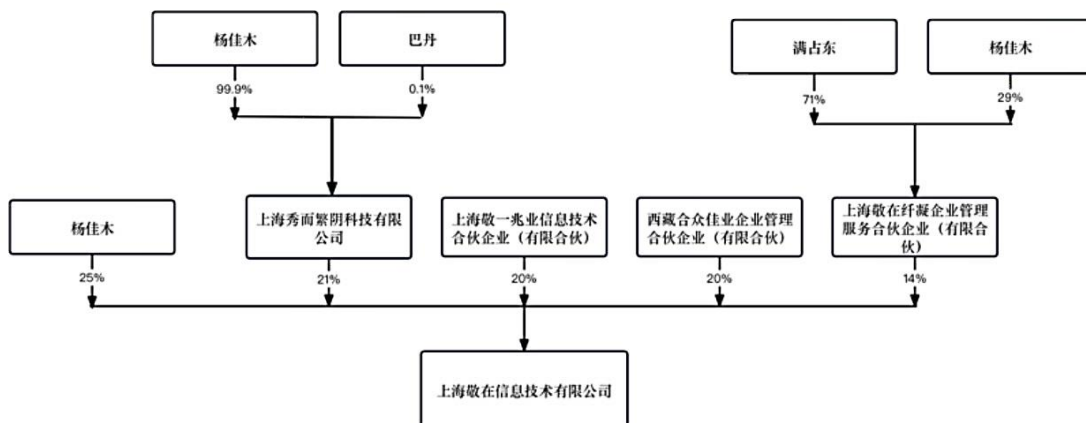 杨佳木
巴丹
满占东
杨佳木
99.9%
0.1%
71%
29%
杨佳木
上海秀而繁阴科技有限
公司
上海敬一兆业信息技术
合伙企业（有限合伙）
西藏合众佳业企业管理
合伙企业（有限合伙）
上海敬在纤凝企业管理
服务合伙企业（有限合
伙）
25%
21%
20%
20%
14%
上海敬在信息技术有限公司